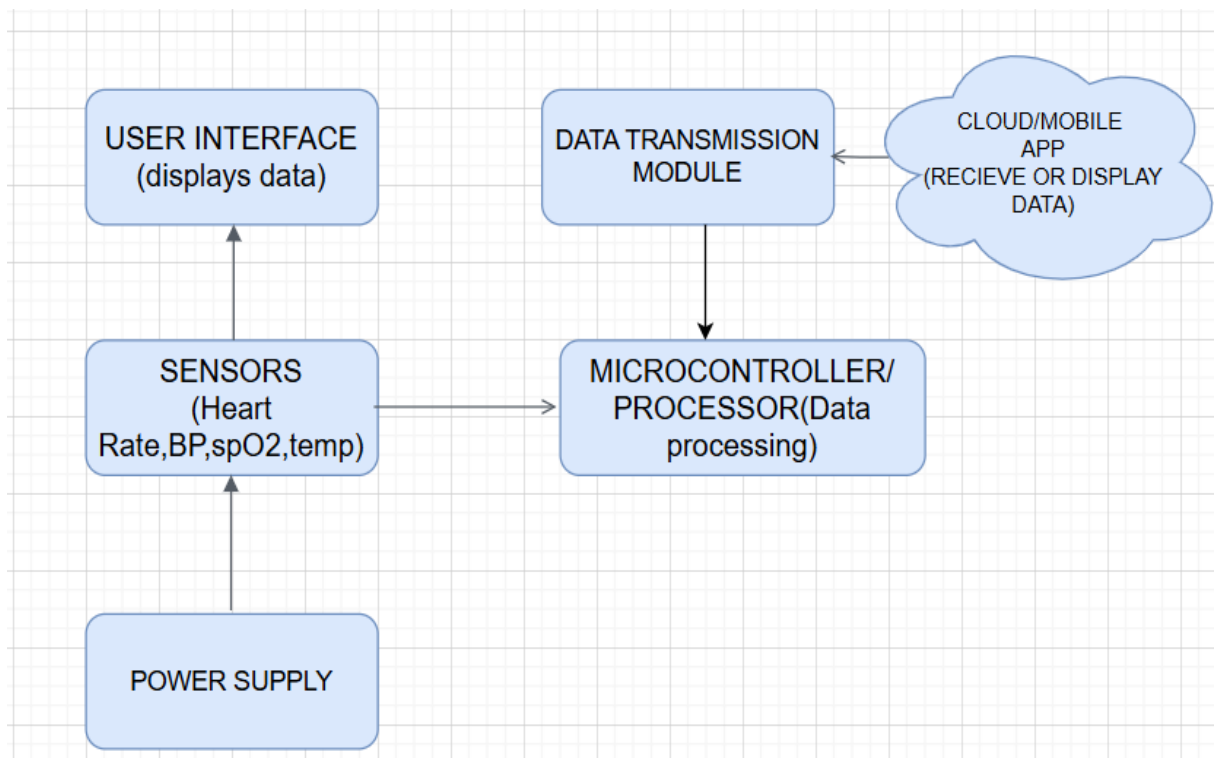 USER INTERFACE
(displays data)
DATA TRANSMISSION
MODULE
CLOUD/MOBILE
APP
(RECIEVE OR DISPLAY
DATA)
SENSORS
(Heart
Rate,BP,spO2,temp)
MICROCONTROLLER/
PROCESSOR(Data
processing)
POWER SUPPLY